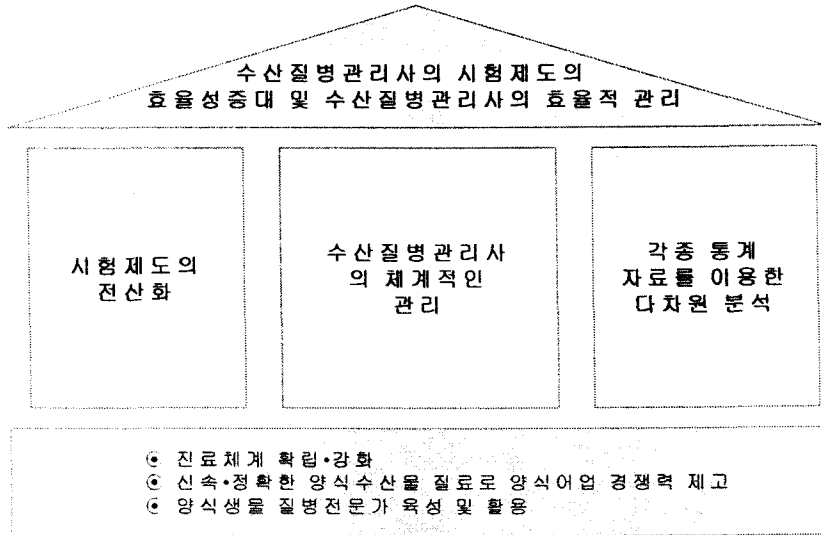 수산질병관리사의 시험제도의
효율성증대 및 수산질병관리사의 효율적 관리
시험제도의
전산화
수산질병관리사
의 체계적인
관리
각종 통계
자료를 이용한
다차원 분석
⊙ 진료체계 확립•강화
⊙ 신속•정확한 양식수산물 질료로 양식어업 경쟁력 제고
⊙ 양식생물 질병전문가 육성 및 활용